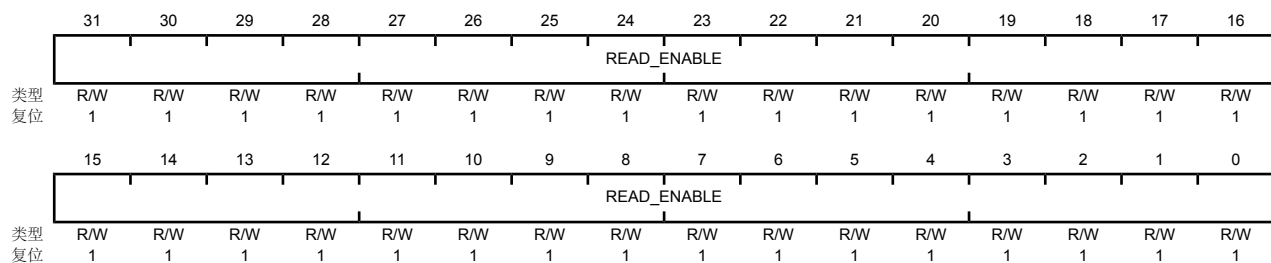 31 30 29 28 27 26 25 24 23 22 21 20 19 18 17 16
READ_ENABLE
类型 R/W R/W R/W R/W R/W R/W R/W R/W R/W R/W R/W R/W R/W R/W R/W R/W
复位 1 1 1 1 1 1 1 1 1 1 1 1 1 1 1 1
15 14 13 12 11 10 9 8 7 6 5 4 3 2 1 0
READ_ENABLE
类型 R/W R/W R/W R/W R/W R/W R/W R/W R/W R/W R/W R/W R/W R/W R/W R/W
复位 1 1 1 1 1 1 1 1 1 1 1 1 1 1 1 1